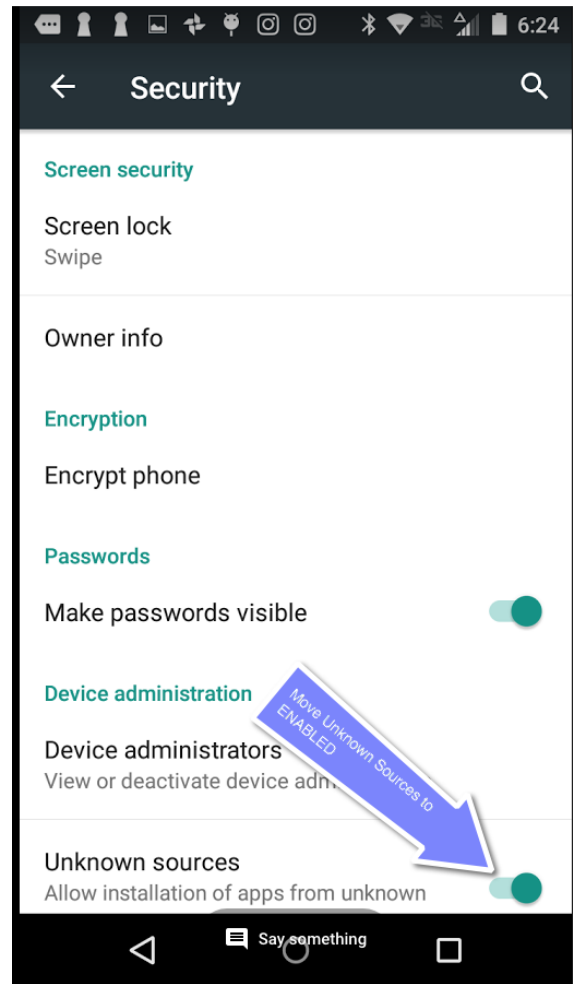 6:24
Security
Screen security
Screen lock
Swipe
Owner info
Encryption
Encrypt phone
Passwords
Make passwords visible
Device administration
Move Unknown Sources to
ENABLED
Device administrators
View or deactivate device
Unknown sources
Allow installation of apps from unknown
Say something